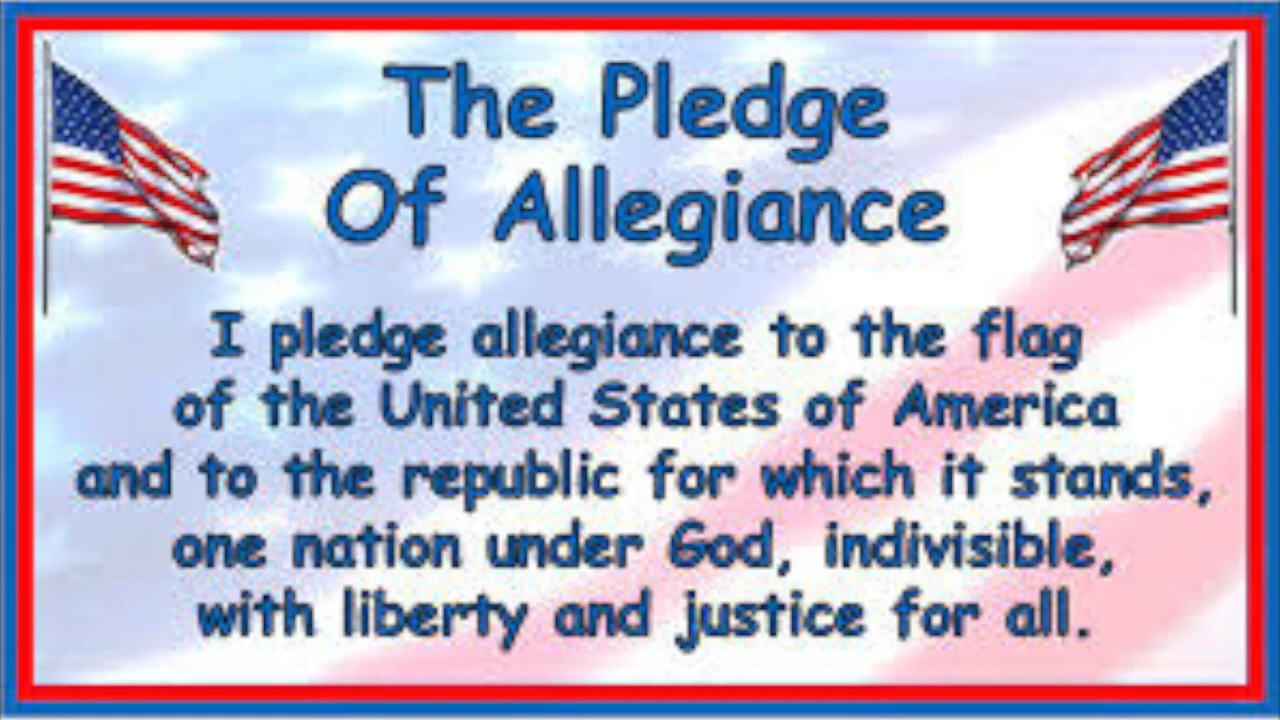 The Pledge
Of Allegiance
I pledge allegiance to the flag
of the United States of America
and to the republic for which it stands,
one nation under God, indivisible,
with liberty and justice for all.